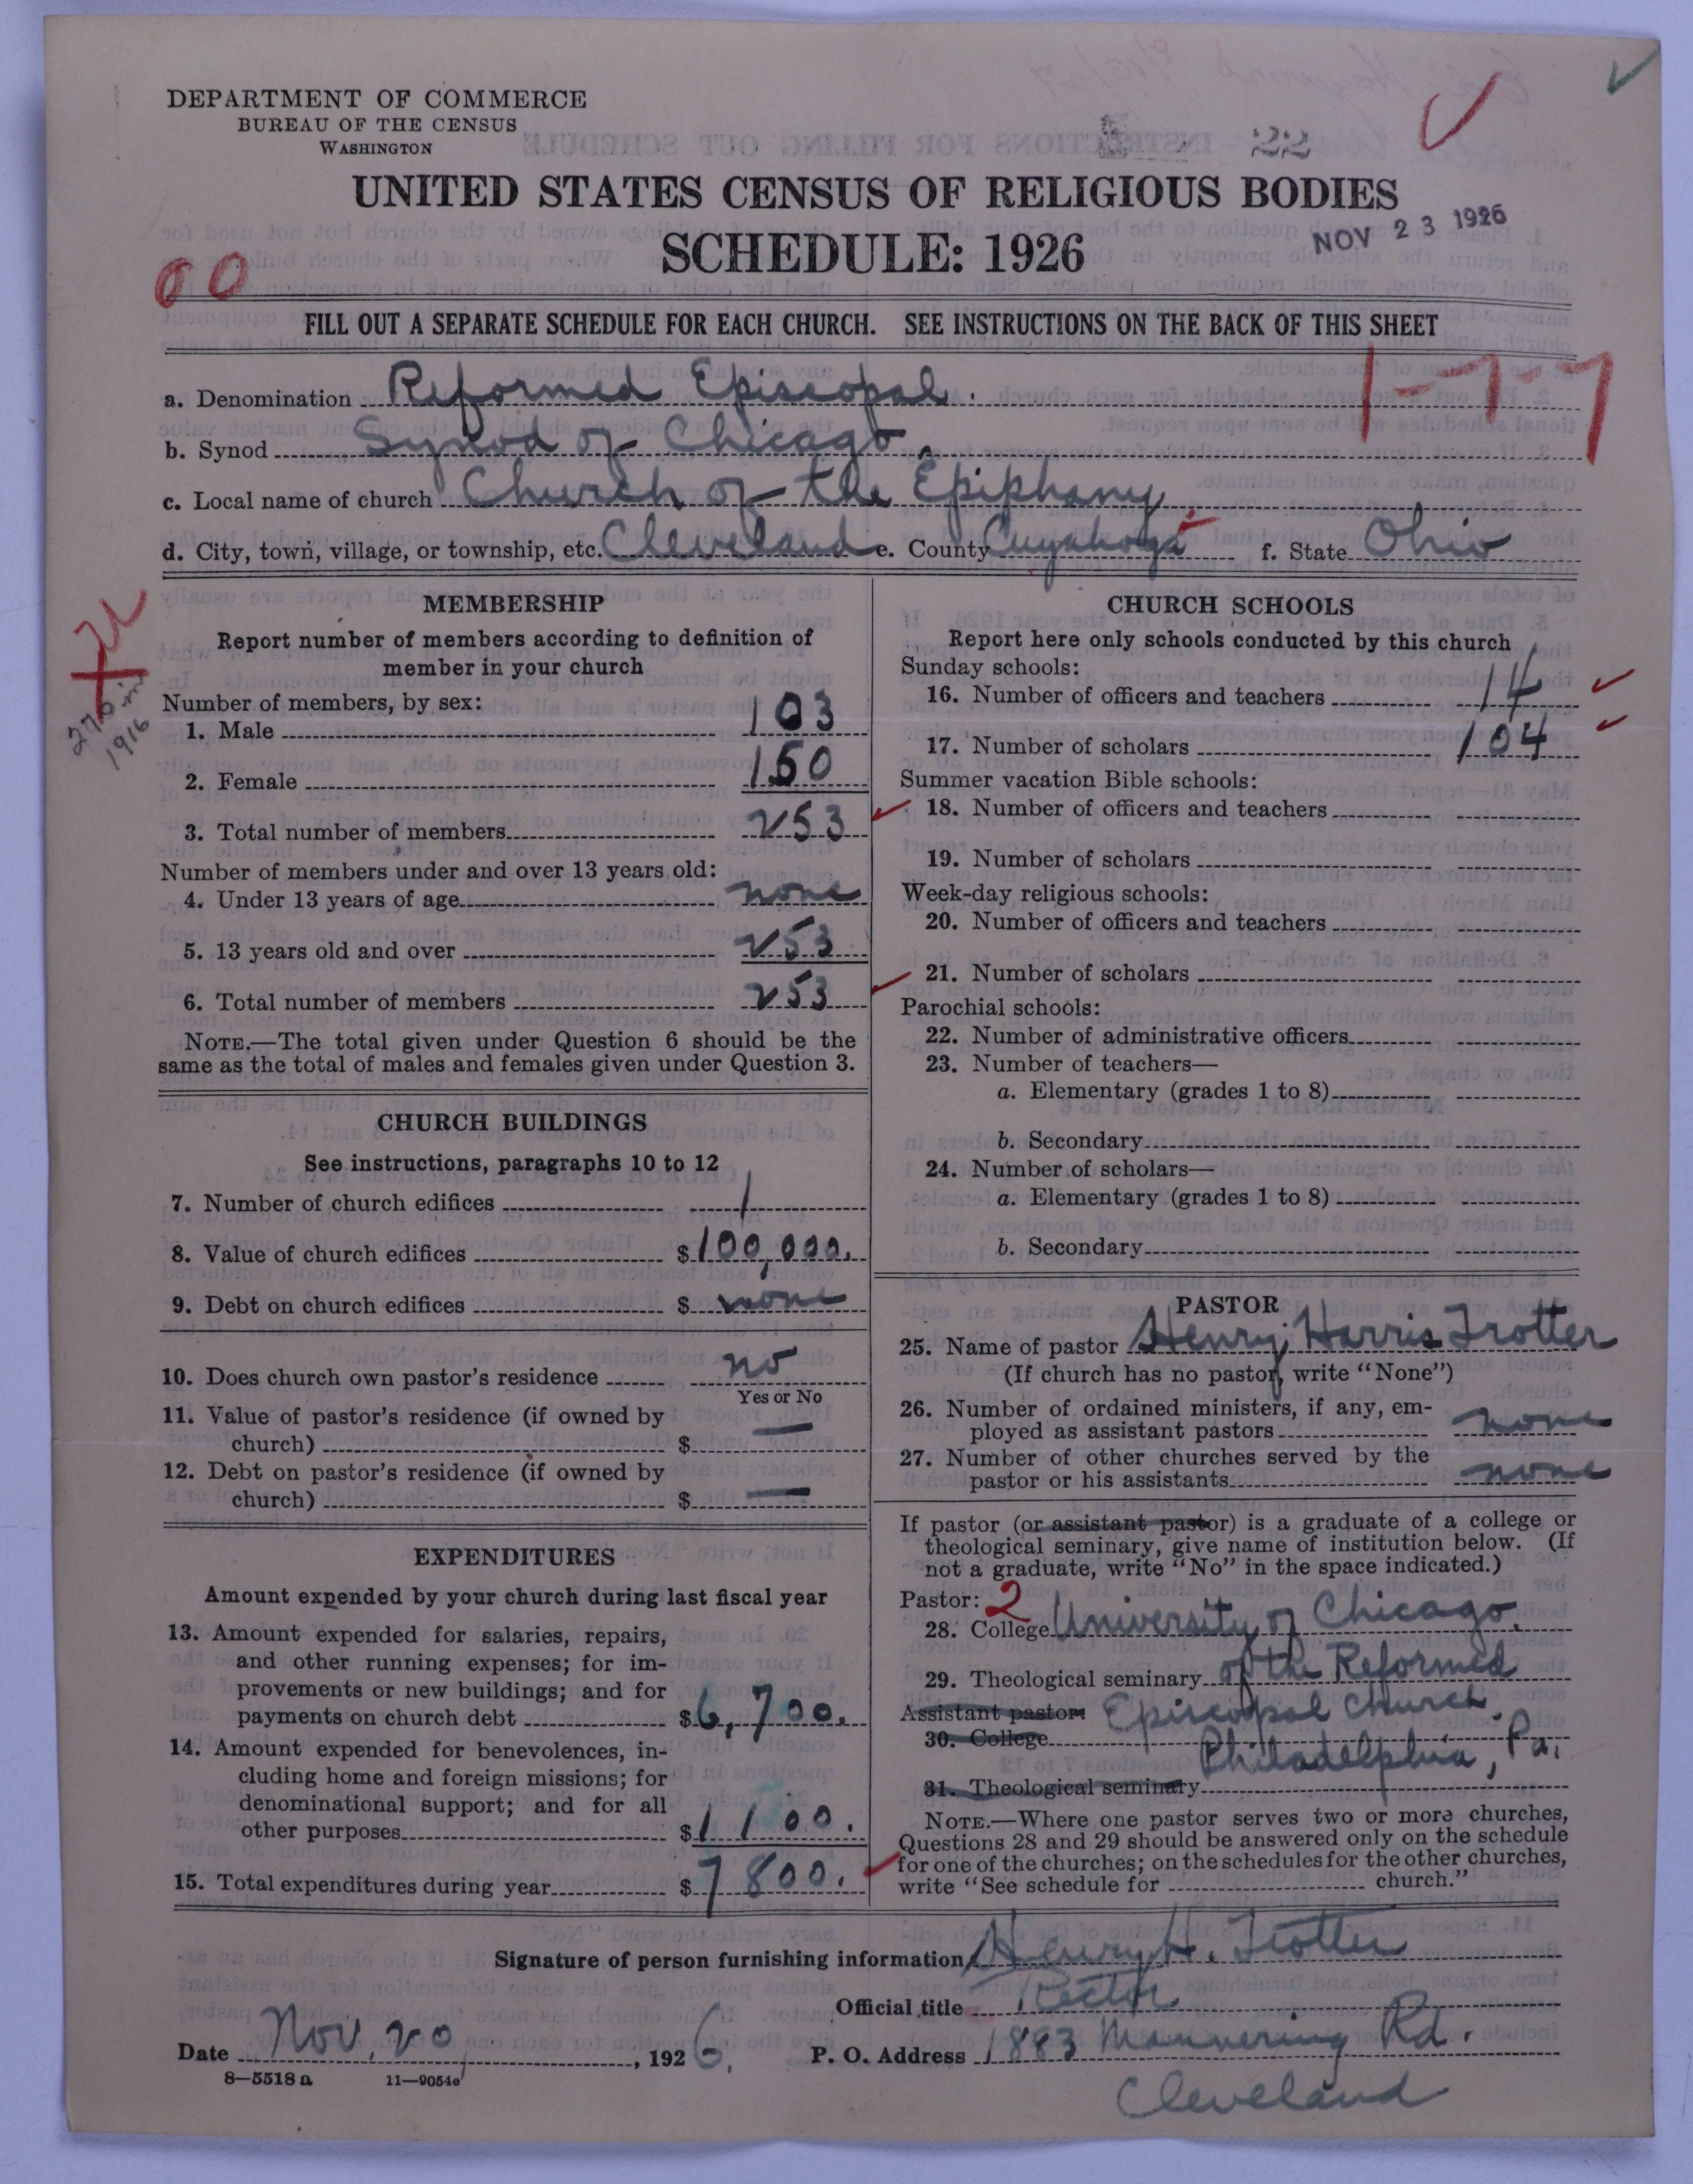 DEPARTMENT OF COMMERCE
BUREAU OF THE CENSUS
WASHINGTON
22
UNITED STATES CENSUS OF RELIGIOUS BODIES
SCHEDULE: 1926
NOV 23 1926
00
FILL OUT A SEPARATE SCHEDULE FOR EACH CHURCH. SEE INSTRUCTIONS ON THE BACK OF THIS SHEET
1-7-7
a. Denomination Reformed Episcopal.
b. Synod Synod of Chicago.
c. Local name of church Church of the Epiphany
d. City, town, village, or township, etc. Cleveland e. County Cuyahoga f. State Ohio
MEMBERSHIP
Report number of members according to definition of
member in your church
276 in
1916
Number of members, by sex:
1. Male 103
2. Female 150
3. Total number of members 253
Number of members under and over 13 years old:
4. Under 13 years of age none
5. 13 years old and over 253
6. Total number of members 253
NOTE.—The total given under Question 6 should be the
same as the total of males and females given under Question 3.
CHURCH BUILDINGS
See instructions, paragraphs 10 to 12
7. Number of church edifices 1
8. Value of church edifices $100,000.
9. Debt on church edifices $ none
10. Does church own pastor's residence no
Yes or No
11. Value of pastor's residence (if owned by
church) $ —
12. Debt on pastor's residence (if owned by
church) $ —
EXPENDITURES
Amount expended by your church during last fiscal year
13. Amount expended for salaries, repairs,
and other running expenses; for im-
provements or new buildings; and for
payments on church debt $6,700.
14. Amount expended for benevolences, in-
cluding home and foreign missions; for
denominational support; and for all
other purposes $1100.
15. Total expenditures during year $7800.
CHURCH SCHOOLS
Report here only schools conducted by this church
Sunday schools:
16. Number of officers and teachers 14
17. Number of scholars 104
Summer vacation Bible schools:
18. Number of officers and teachers
19. Number of scholars
Week-day religious schools:
20. Number of officers and teachers
21. Number of scholars
Parochial schools:
22. Number of administrative officers
23. Number of teachers—
a. Elementary (grades 1 to 8)
b. Secondary
24. Number of scholars—
a. Elementary (grades 1 to 8)
b. Secondary
PASTOR
25. Name of pastor Henry Harris Trotter
(If church has no pastor, write "None")
26. Number of ordained ministers, if any, em-
ployed as assistant pastors none
27. Number of other churches served by the
pastor or his assistants none
If pastor (or assistant pastor) is a graduate of a college or
theological seminary, give name of institution below. (If
not a graduate, write "No" in the space indicated.)
Pastor: 2
28. College University of Chicago.
29. Theological seminary of the Reformed
Assistant pastor: Episcopal Church.
30. College
Philadelphia, Pa.
31. Theological seminary
NOTE.—Where one pastor serves two or more churches,
Questions 28 and 29 should be answered only on the schedule
for one of the churches; on the schedules for the other churches,
write "See schedule for church."
Signature of person furnishing information Henry H. Trotter
Official title Rector
Date Nov. 20, 1926. P. O. Address 1883 Mannering Rd.
Cleveland
8—5518 a 11—9054